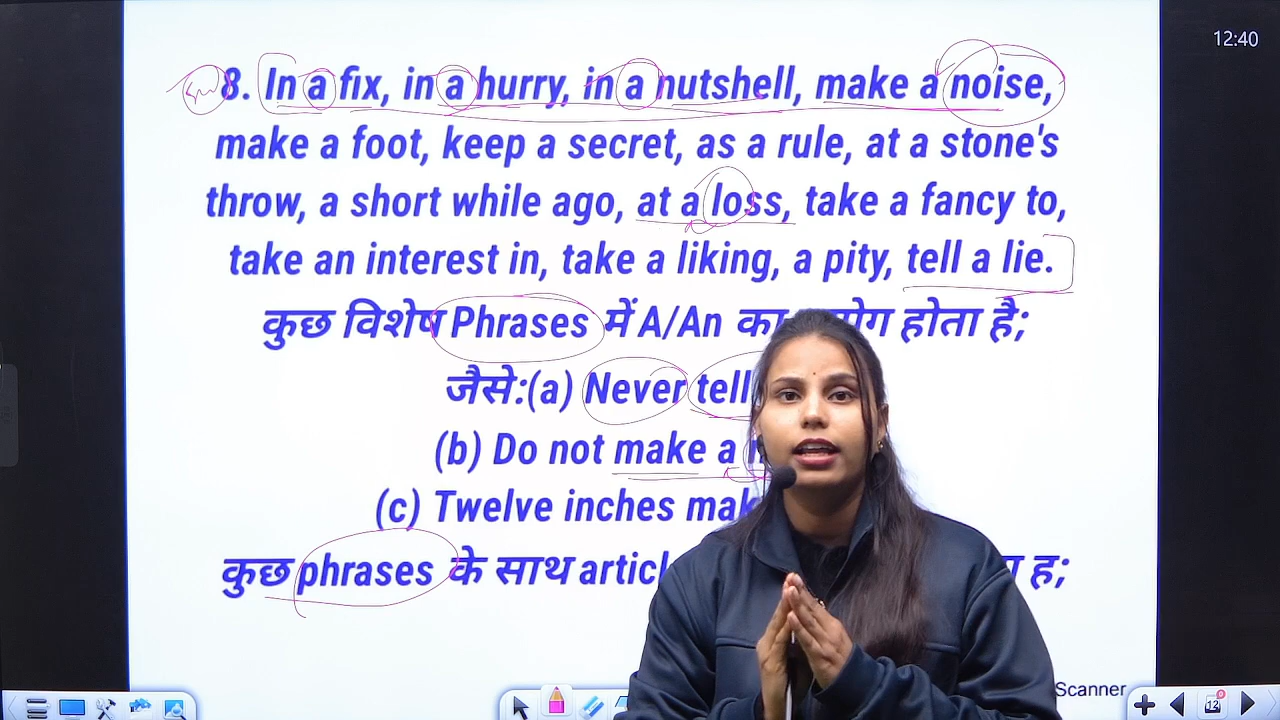 12:40
8. In a fix, in a hurry, in a nutshell, make a noise,
make a foot, keep a secret, as a rule, at a stone's
throw, a short while ago, at a loss, take a fancy to,
take an interest in, take a liking, a pity, tell a lie.
कुछ विशेष Phrases में A/An का होता है;
जैसे:(a) Never tell
(b) Do not make a
(c) Twelve inches
कुछ phrases के साथ ह;
Scanner
12